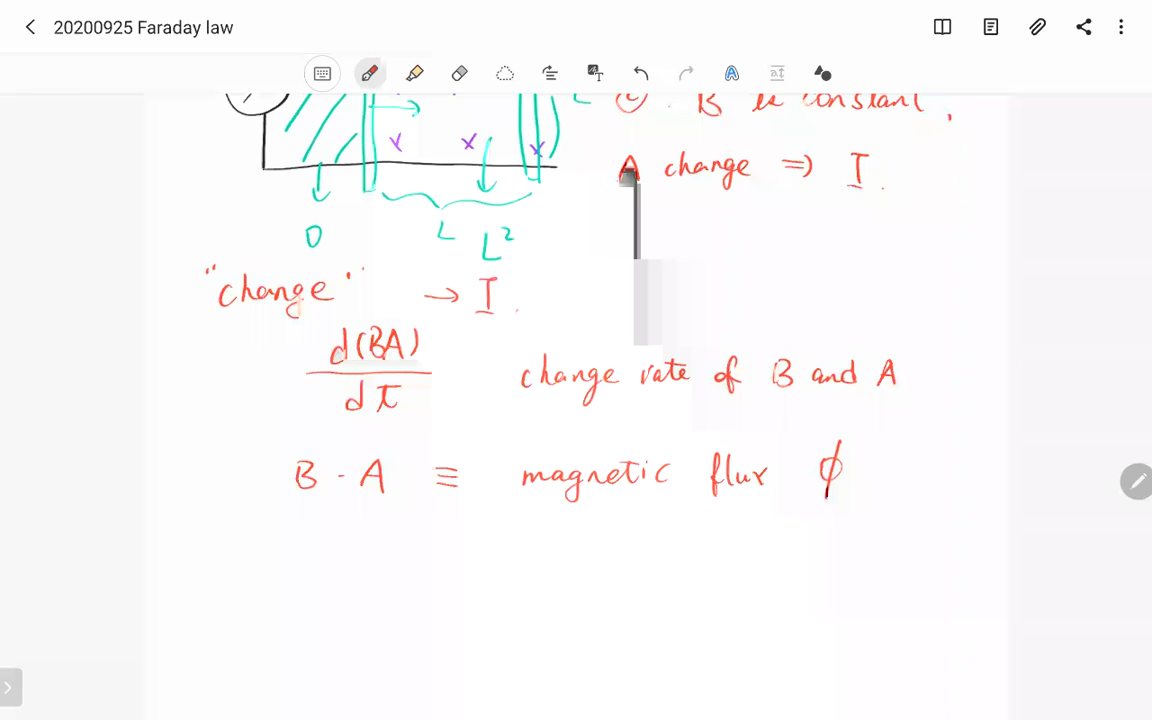 20200925 Faraday law
(c) . B is constant,
x x x
A change => I.
0 L L²
"change" → I.
d(BA)
dt
change rate of B and A
B · A ≡ magnetic flux ϕ